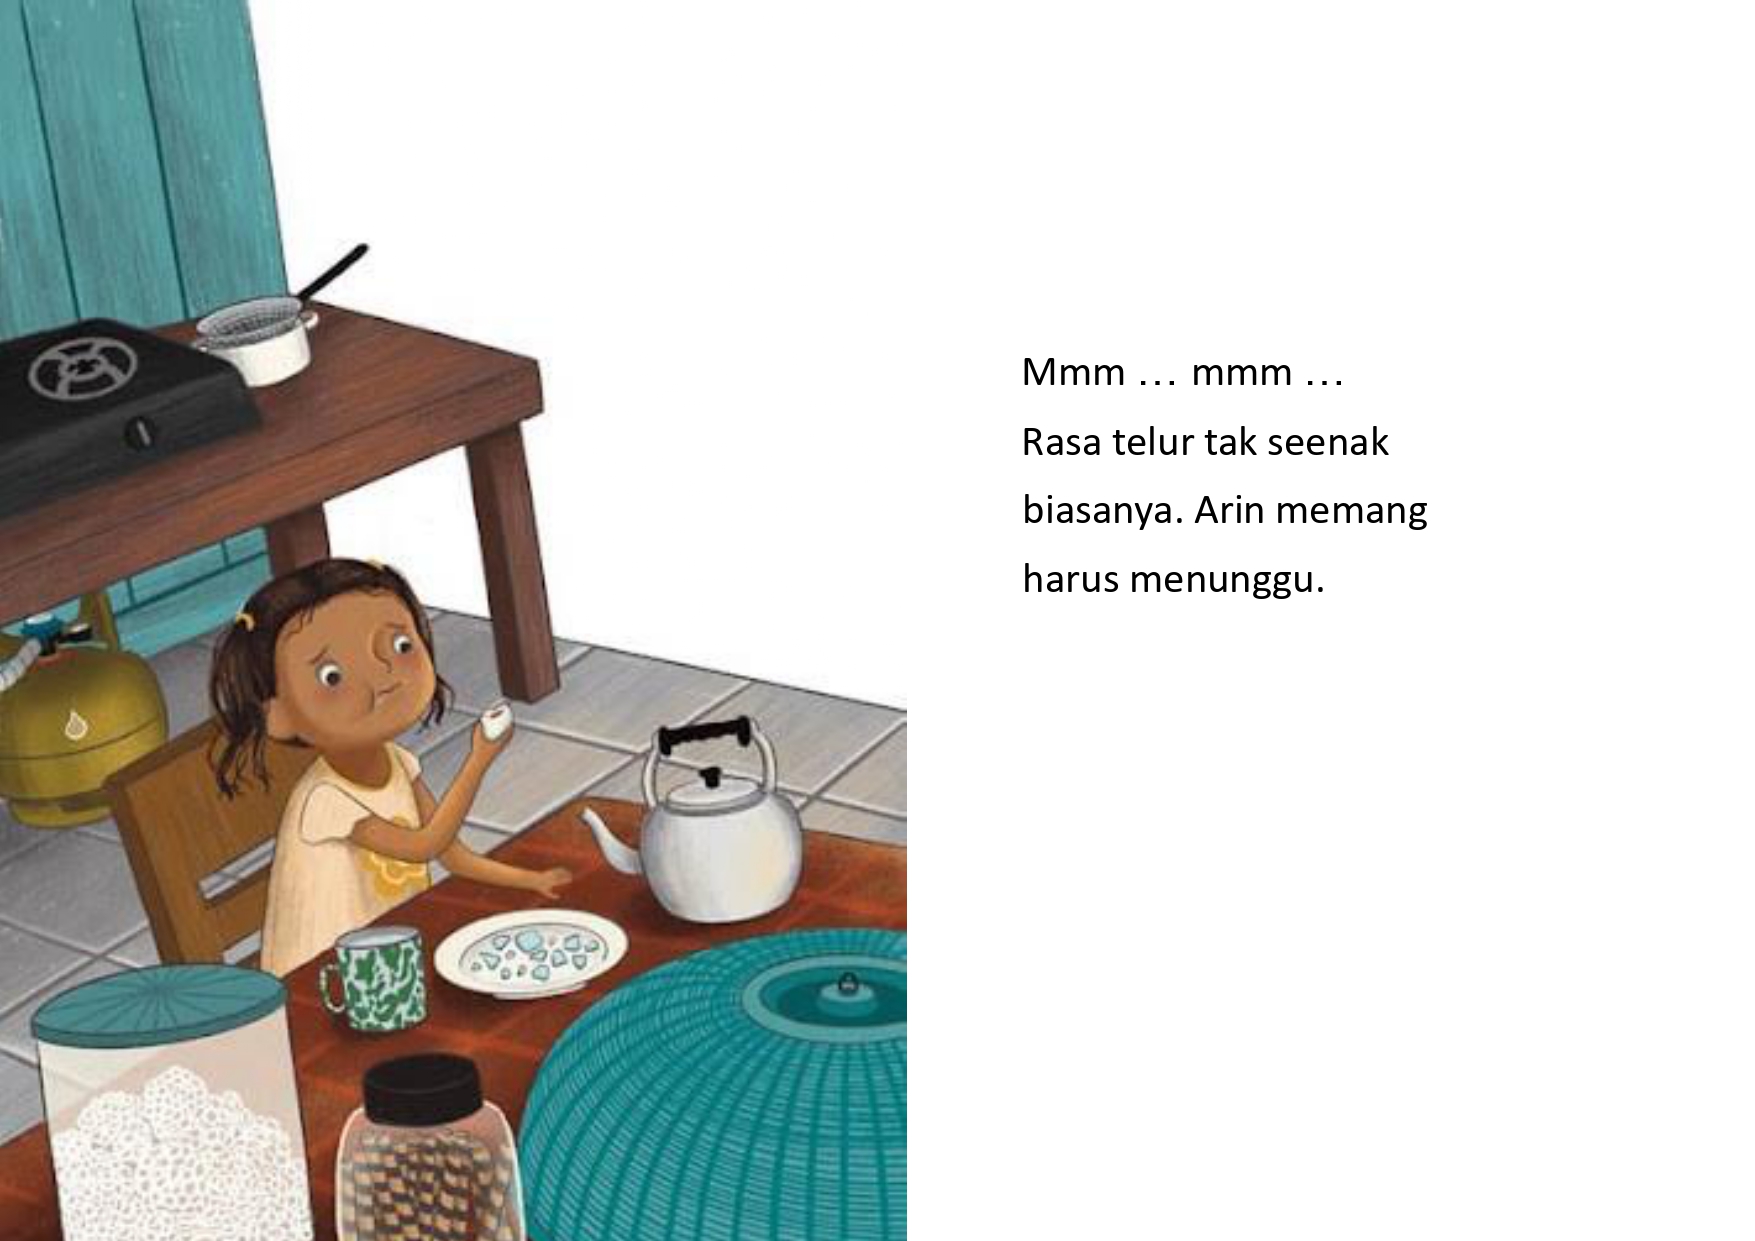 Mmm … mmm …
Rasa telur tak seenak
biasanya. Arin memang
harus menunggu.